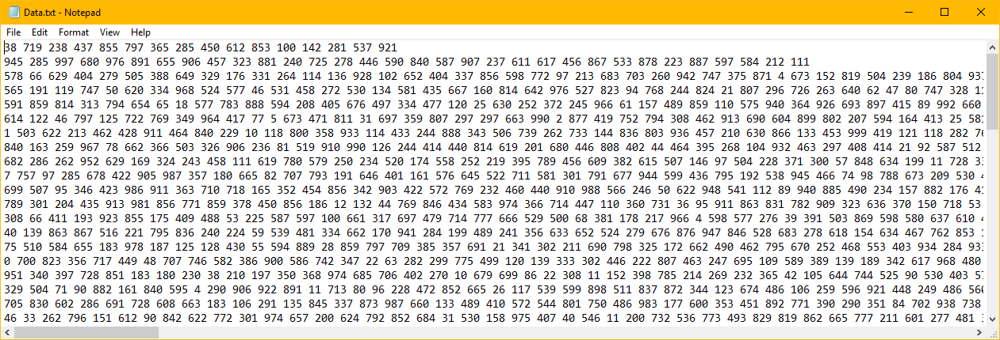 Data.txt - Notepad
File Edit Format View Help
38 719 238 437 855 797 365 285 450 612 853 100 142 281 537 921
945 285 997 680 976 891 655 906 457 323 881 240 725 278 446 590 840 587 907 237 611 617 456 867 533 878 223 887 597 584 212 111
578 66 629 404 279 505 388 649 329 176 331 264 114 136 928 102 652 404 337 856 598 772 97 213 683 703 260 942 747 375 871 4 673 152 819 504 239 186 804 937
565 191 119 747 50 620 334 968 524 577 46 531 458 272 530 134 581 435 667 160 814 642 976 527 823 94 768 244 824 21 807 296 726 263 640 62 47 80 747 328
591 859 814 313 794 654 65 18 577 783 888 594 208 405 676 497 334 477 120 25 630 252 372 245 966 61 157 489 859 110 575 940 364 926 693 897 415 89 992 660
614 122 46 797 125 722 769 349 964 417 77 5 673 471 811 31 697 359 807 297 297 663 990 2 877 419 752 794 308 462 913 690 604 899 802 207 594 164 413 25
1 503 622 213 462 428 911 464 840 229 10 118 800 358 933 114 433 244 888 343 506 739 262 733 144 836 803 936 457 210 630 866 133 453 999 419 121 118 282
840 163 259 967 78 662 366 503 326 906 236 81 519 910 990 126 244 414 440 814 619 201 680 446 808 402 44 464 395 268 104 932 463 297 408 414 21 92 587 512
682 286 262 952 629 169 324 243 458 111 619 780 579 250 234 520 174 558 252 219 395 789 456 609 382 615 507 146 97 504 228 371 300 57 848 634 199 11 728
7 757 97 285 678 422 905 987 357 180 665 82 707 793 191 646 401 161 576 645 522 711 581 301 791 677 944 599 436 795 192 538 945 466 74 98 788 673 209 530
699 507 95 346 423 986 911 363 710 718 165 352 454 856 342 903 422 572 769 232 460 440 910 988 566 246 50 622 948 541 112 89 940 885 490 234 157 882 176
789 301 204 435 913 981 856 771 859 378 450 856 186 12 132 44 769 846 434 583 974 366 714 447 110 360 731 36 95 911 863 831 782 909 323 636 370 150 718
308 66 411 193 923 855 175 409 488 53 225 587 597 100 661 317 697 479 714 777 666 529 500 68 381 178 217 966 4 598 577 276 39 391 503 869 598 580 637 610
40 139 863 867 516 221 795 836 240 224 59 539 481 334 662 170 941 284 199 489 241 356 633 652 524 279 676 876 947 846 528 683 278 618 154 634 467 762 853
75 510 584 655 183 978 187 125 128 430 55 594 889 28 859 797 709 385 357 691 21 341 302 211 690 798 325 172 662 490 462 795 670 252 468 553 403 934 284
0 700 823 356 717 449 48 707 746 582 386 900 586 742 347 22 63 282 299 775 499 120 139 333 302 446 222 807 463 247 695 109 589 389 139 189 342 617 968 480
951 340 397 728 851 183 180 230 38 210 197 350 368 974 685 706 402 270 10 679 699 86 22 308 11 152 398 785 214 269 232 365 42 105 644 744 525 90 530 403
329 504 71 90 882 161 840 595 4 290 906 922 891 11 713 80 96 228 472 852 665 26 117 539 599 898 511 837 872 344 123 674 486 106 259 596 921 448 249 486
705 830 602 286 691 728 608 663 183 106 291 135 845 337 873 987 660 133 489 410 572 544 801 750 486 983 177 600 353 451 892 771 390 290 351 84 702 938 738
46 33 262 796 151 612 90 842 622 772 301 974 657 200 624 792 852 684 31 530 158 975 407 40 546 11 200 732 536 773 493 829 819 862 665 777 211 601 277 481